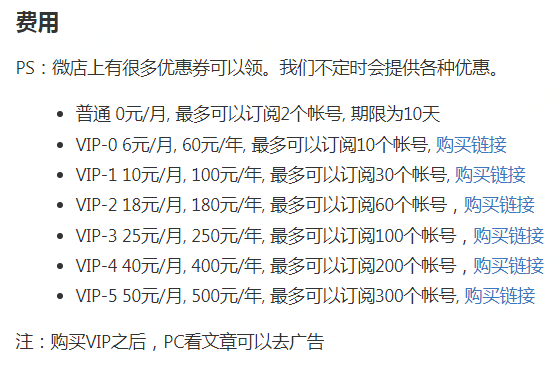 费用
PS：微店上有很多优惠券可以领。我们不定时会提供各种优惠。
普通 0元/月, 最多可以订阅2个帐号, 期限为10天
VIP-0 6元/月, 60元/年, 最多可以订阅10个帐号, 购买链接
VIP-1 10元/月, 100元/年, 最多可以订阅30个帐号, 购买链接
VIP-2 18元/月, 180元/年, 最多可以订阅60个帐号，购买链接
VIP-3 25元/月, 250元/年, 最多可以订阅100个帐号，购买链接
VIP-4 40元/月, 400元/年, 最多可以订阅200个帐号，购买链接
VIP-5 50元/月, 500元/年, 最多可以订阅300个帐号, 购买链接
注：购买VIP之后，PC看文章可以去广告